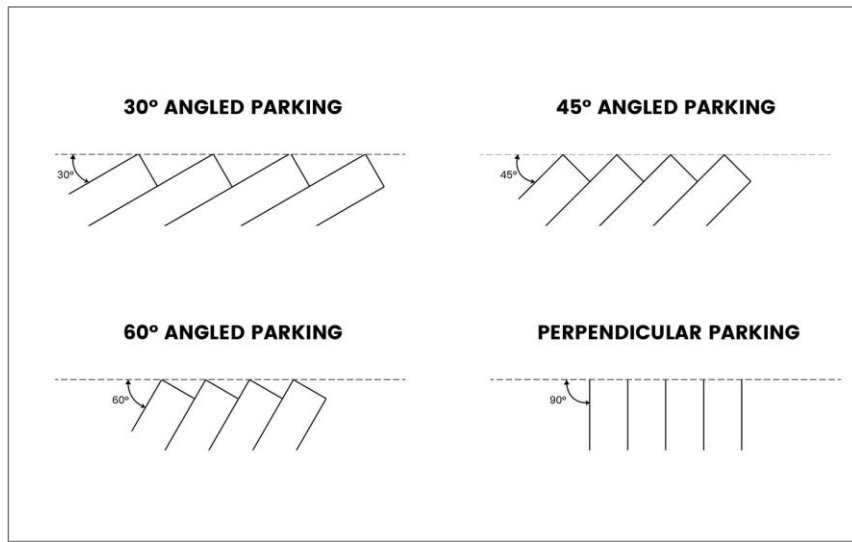 30º ANGLED PARKING
45º ANGLED PARKING
30º
45º
60º ANGLED PARKING
PERPENDICULAR PARKING
60º
90º